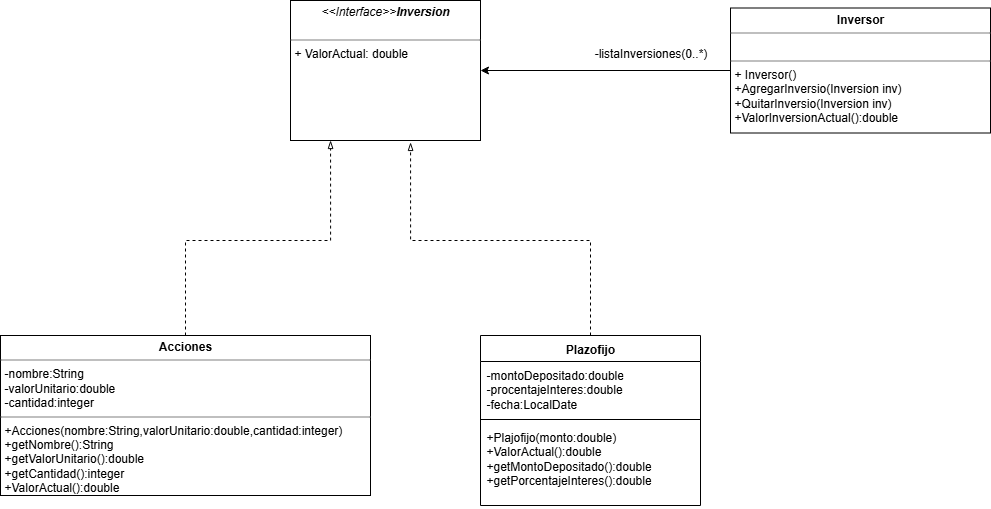 <<Interface>>Inversion
+ ValorActual: double
-listaInversiones(0..*)
Inversor
+ Inversor()
+AgregarInversio(Inversion inv)
+QuitarInversio(Inversion inv)
+ValorInversionActual():double
Acciones
-nombre:String
-valorUnitario:double
-cantidad:integer
+Acciones(nombre:String,valorUnitario:double,cantidad:integer)
+getNombre():String
+getValorUnitario():double
+getCantidad():integer
+ValorActual():double
Plazofijo
-montoDepositado:double
-procentajeInteres:double
-fecha:LocalDate
+Plajofijo(monto:double)
+ValorActual():double
+getMontoDepositado():double
+getPorcentajeInteres():double